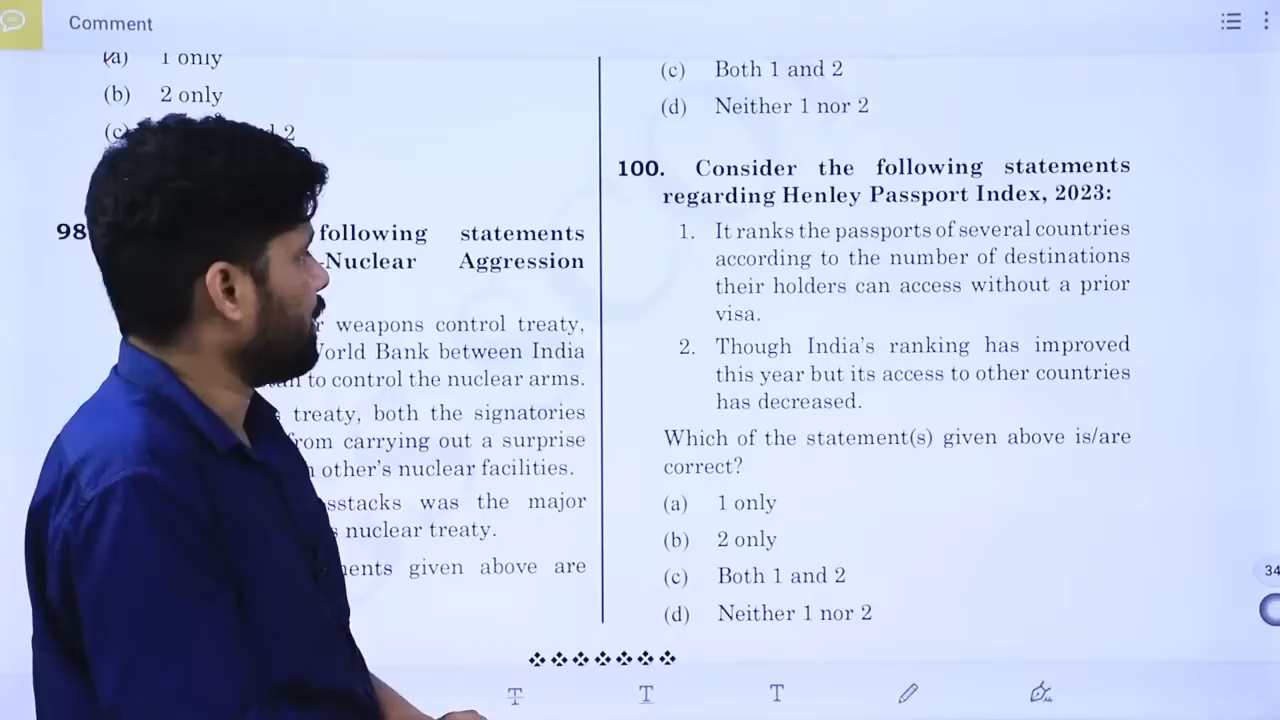 Comment
(a) 1 only
(b) 2 only
(c) 2
98
following statements
-Nuclear Aggression
weapons control treaty,
World Bank between India
to control the nuclear arms.
treaty, both the signatories
from carrying out a surprise
other's nuclear facilities.
was the major
nuclear treaty.
given above are
(c) Both 1 and 2
(d) Neither 1 nor 2
100. Consider the following statements
regarding Henley Passport Index, 2023:
1. It ranks the passports of several countries
according to the number of destinations
their holders can access without a prior
visa.
2. Though India's ranking has improved
this year but its access to other countries
has decreased.
Which of the statement(s) given above is/are
correct?
(a) 1 only
(b) 2 only
(c) Both 1 and 2
(d) Neither 1 nor 2
34
T T T